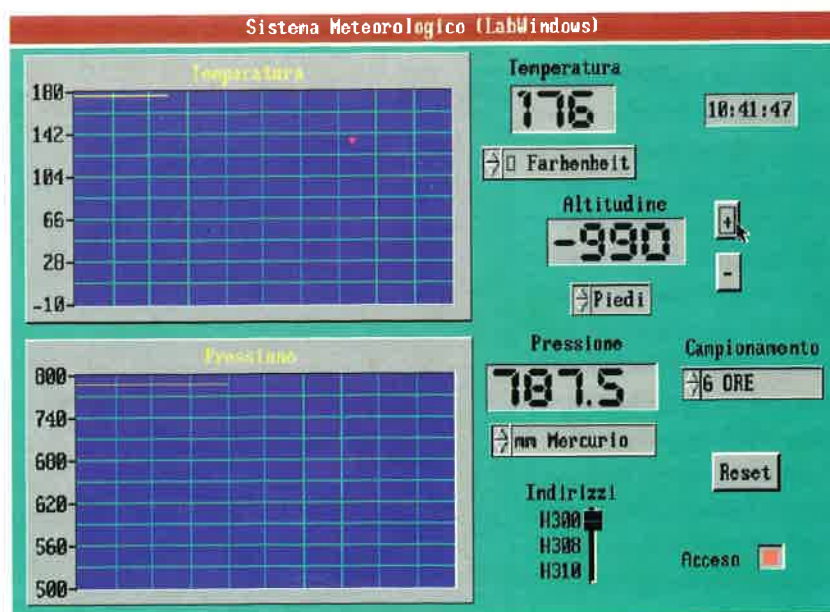 Sistema Meteorologico (LabWindows)
Temperatura
180
142
104
66
28
-10
Temperatura
176
10:41:47
Farhenheit
Altitudine
-990
+
-
Piedi
Pressione
800
740
680
620
560
500
Pressione
787.5
mm Mercurio
Campionamento
6 ORE
Indirizzi
H300
H308
H310
Reset
Acceso